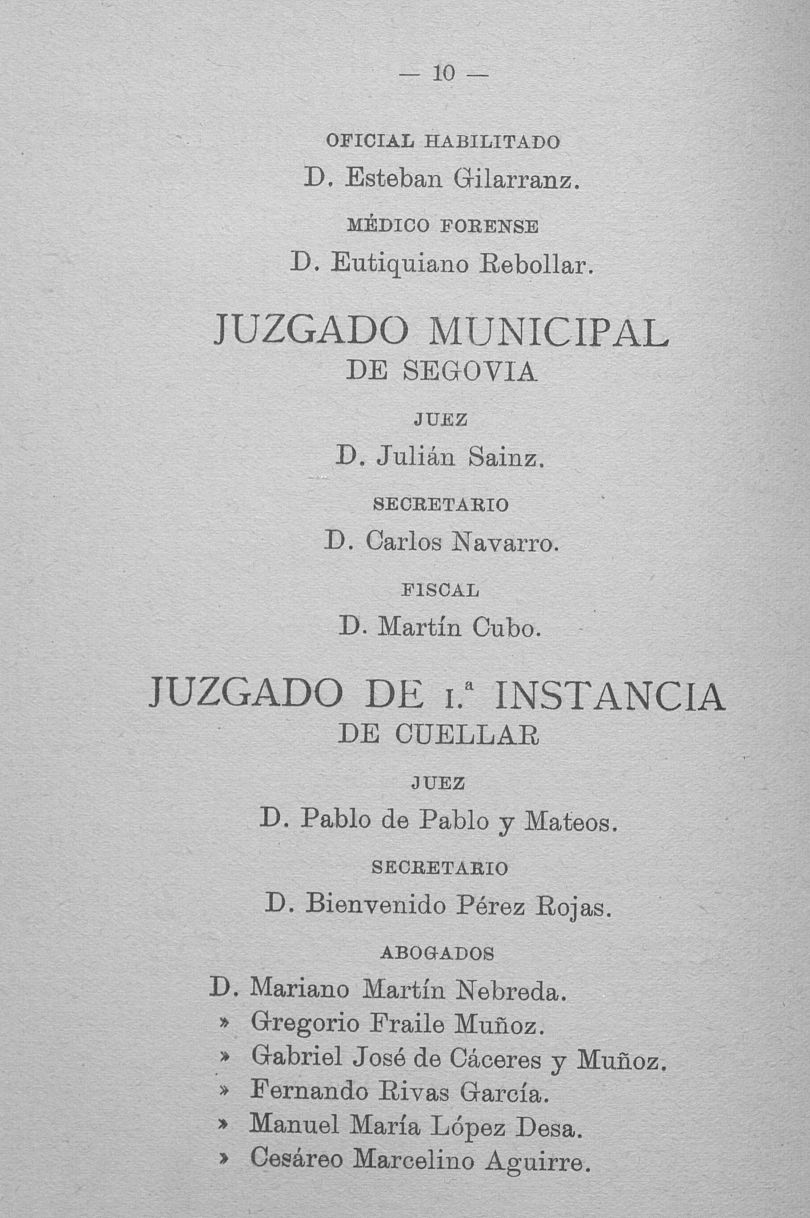 — 10 —
OFICIAL HABILITADO
D. Esteban Gilarranz.
MÉDICO FORENSE
D. Eutiquiano Rebollar.
JUZGADO MUNICIPAL
DE SEGOVIA
JUEZ
D. Julián Sainz.
SECRETARIO
D. Carlos Navarro.
FISCAL
D. Martín Cubo.
JUZGADO DE 1.ª INSTANCIA
DE CUELLAR
JUEZ
D. Pablo de Pablo y Mateos.
SECRETARIO
D. Bienvenido Pérez Rojas.
ABOGADOS
D. Mariano Martín Nebreda.
» Gregorio Fraile Muñoz.
» Gabriel José de Cáceres y Muñoz.
» Fernando Rivas García.
» Manuel María López Desa.
» Cesáreo Marcelino Aguirre.